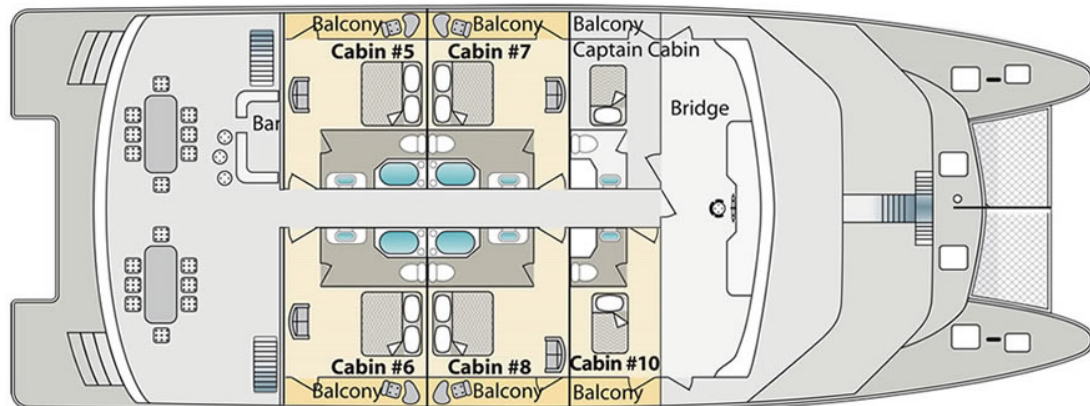 Balcony
Balcony
Balcony
Cabin #5
Cabin #7
Captain Cabin
Bar
Bridge
Cabin #6
Cabin #8
Cabin #10
Balcony
Balcony
Balcony